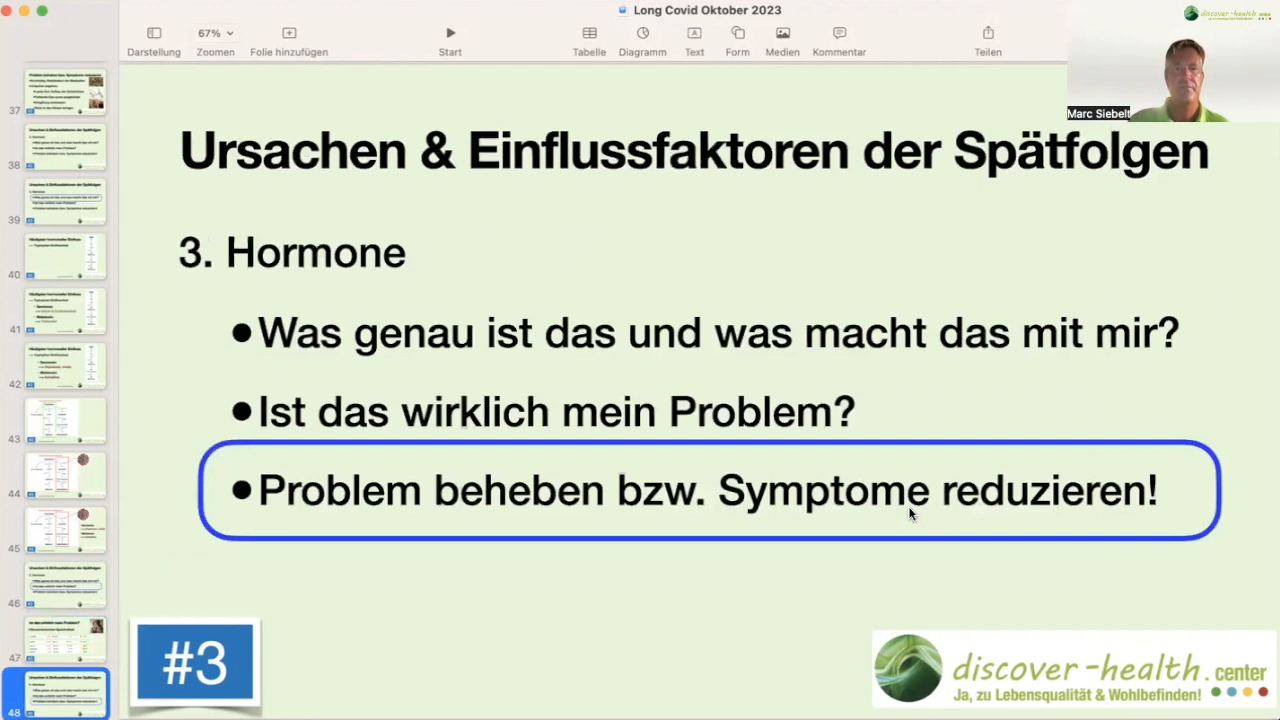 Long Covid Oktober 2023
67%
Darstellung
Zoomen
Folie hinzufügen
Start
Tabelle
Diagramm
Text
Form
Medien
Kommentar
Teilen
Marc Siebelt
37
38
39
40
41
42
43
44
45
46
47
48
Ursachen & Einflussfaktoren der Spätfolgen
3. Hormone
•Was genau ist das und was macht das mit mir?
•Ist das wirklich mein Problem?
•Problem beheben bzw. Symptome reduzieren!
#3
discover-health.center
Ja, zu Lebensqualität & Wohlbefinden!